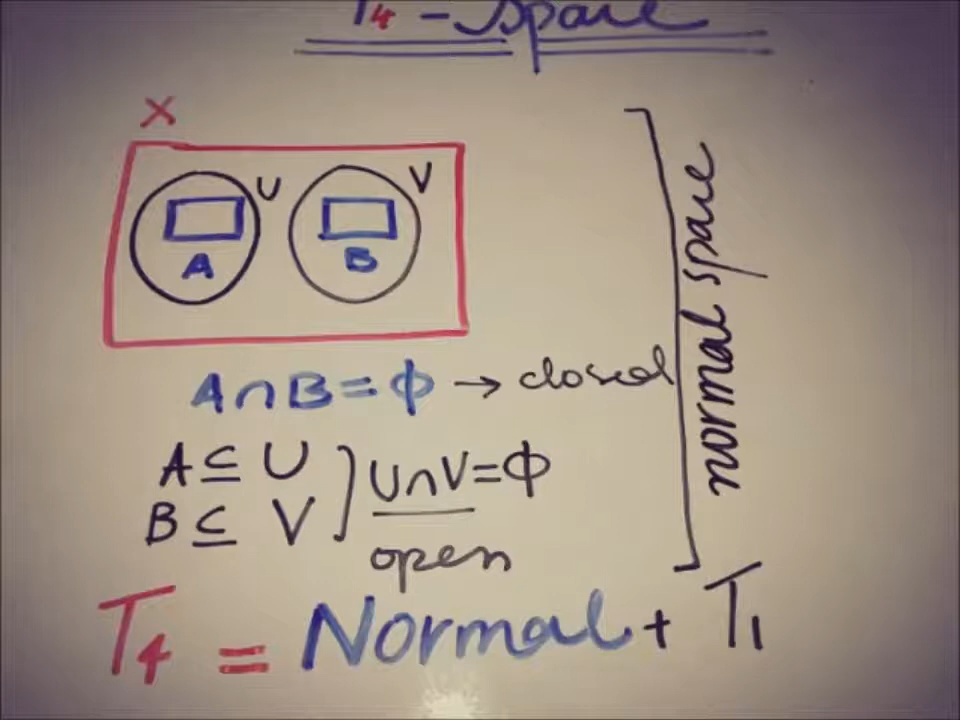 T4 - Space
X
U
V
A
B
A∩B = ϕ → closed
A ⊆ U
B ⊆ V
U∩V = ϕ
open
normal space
T4 = Normal + T1